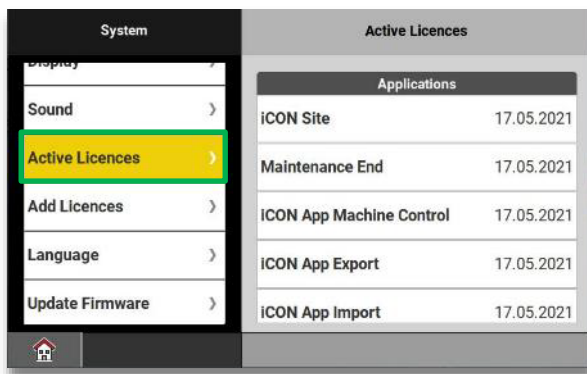 System
Active Licences
Display
Sound
Active Licences
Add Licences
Language
Update Firmware
Applications
iCON Site 17.05.2021
Maintenance End 17.05.2021
iCON App Machine Control 17.05.2021
iCON App Export 17.05.2021
iCON App Import 17.05.2021